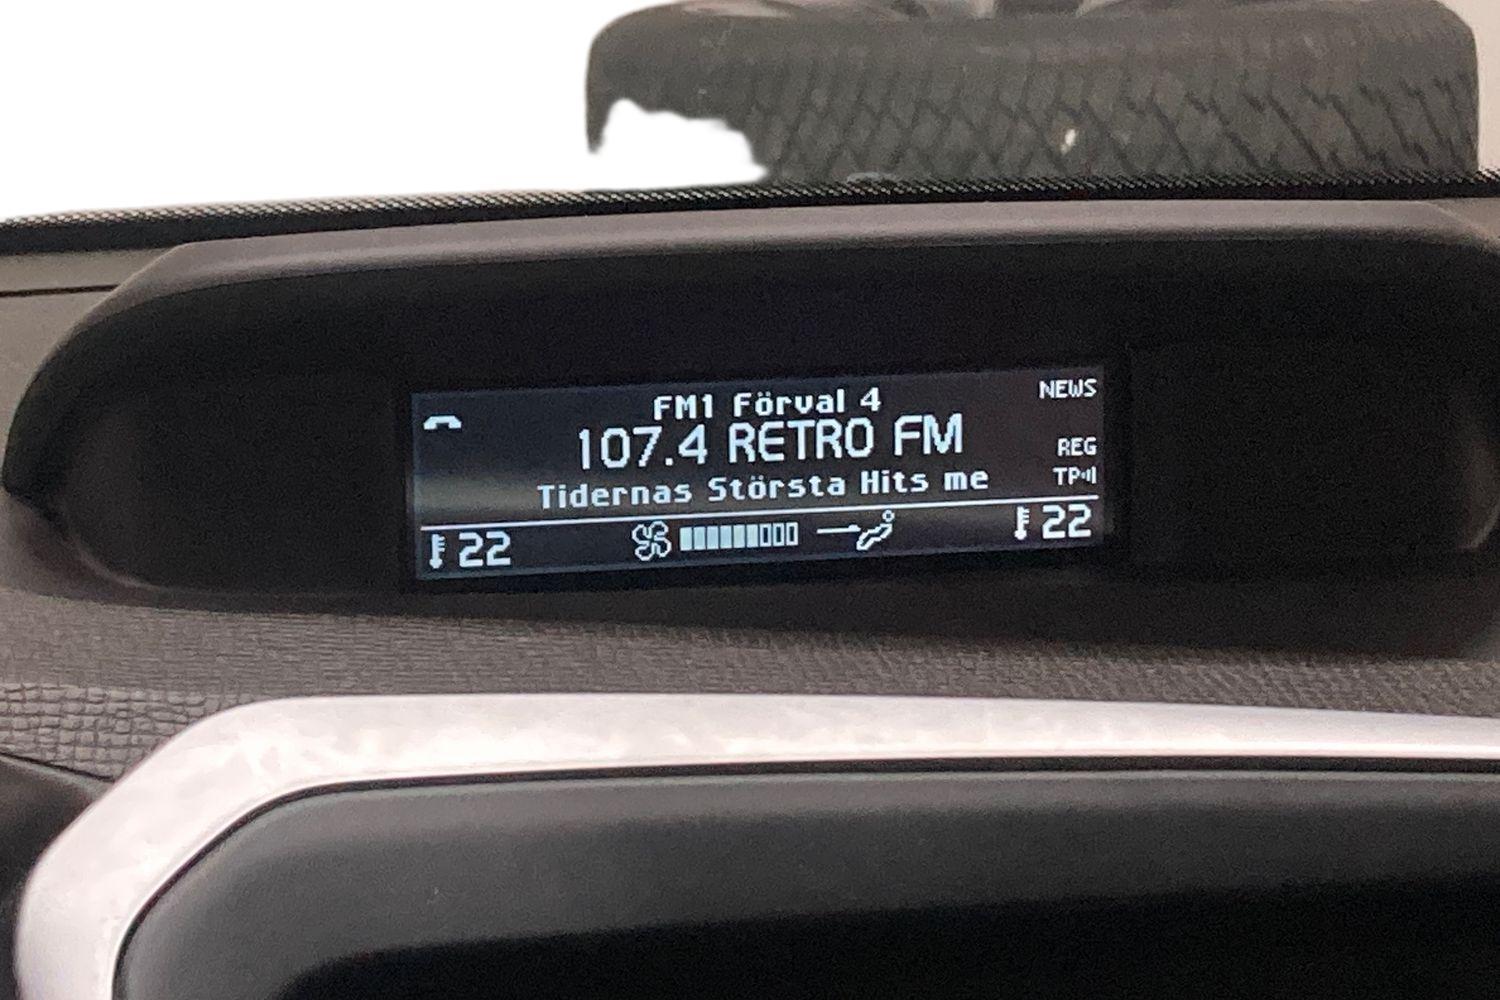 FM1 Förval 4
NEWS
107.4 RETRO FM
REG
Tidernas Största Hits me
TP
22
22